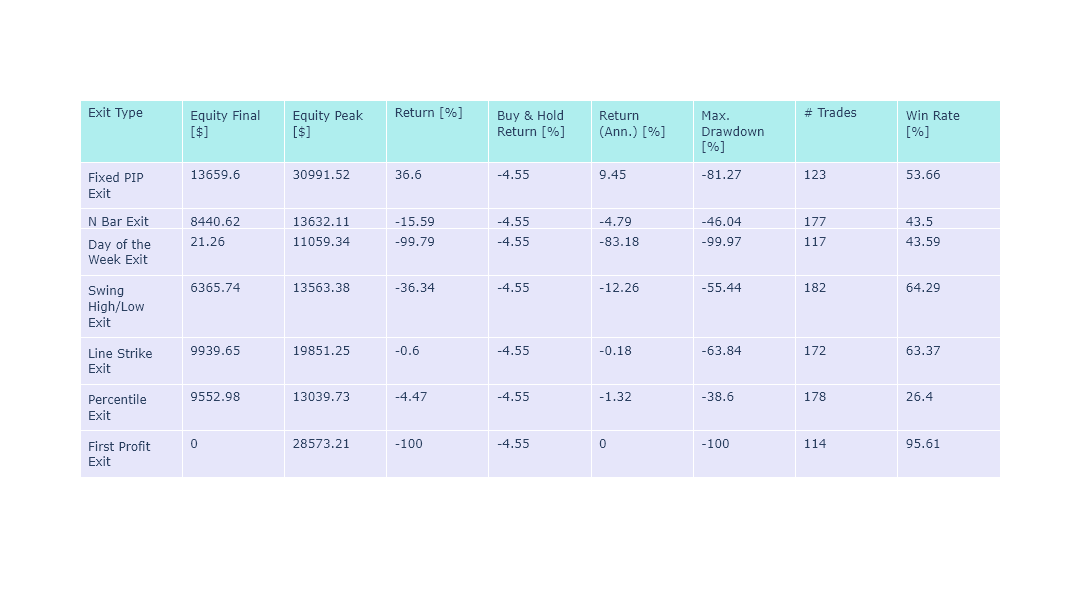 Exit Type Equity Final [$] Equity Peak [$] Return [%] Buy & Hold Return [%] Return (Ann.) [%] Max. Drawdown [%] # Trades Win Rate [%]
Fixed PIP Exit 13659.6 30991.52 36.6 -4.55 9.45 -81.27 123 53.66
N Bar Exit 8440.62 13632.11 -15.59 -4.55 -4.79 -46.04 177 43.5
Day of the Week Exit 21.26 11059.34 -99.79 -4.55 -83.18 -99.97 117 43.59
Swing High/Low Exit 6365.74 13563.38 -36.34 -4.55 -12.26 -55.44 182 64.29
Line Strike Exit 9939.65 19851.25 -0.6 -4.55 -0.18 -63.84 172 63.37
Percentile Exit 9552.98 13039.73 -4.47 -4.55 -1.32 -38.6 178 26.4
First Profit Exit 0 28573.21 -100 -4.55 0 -100 114 95.61